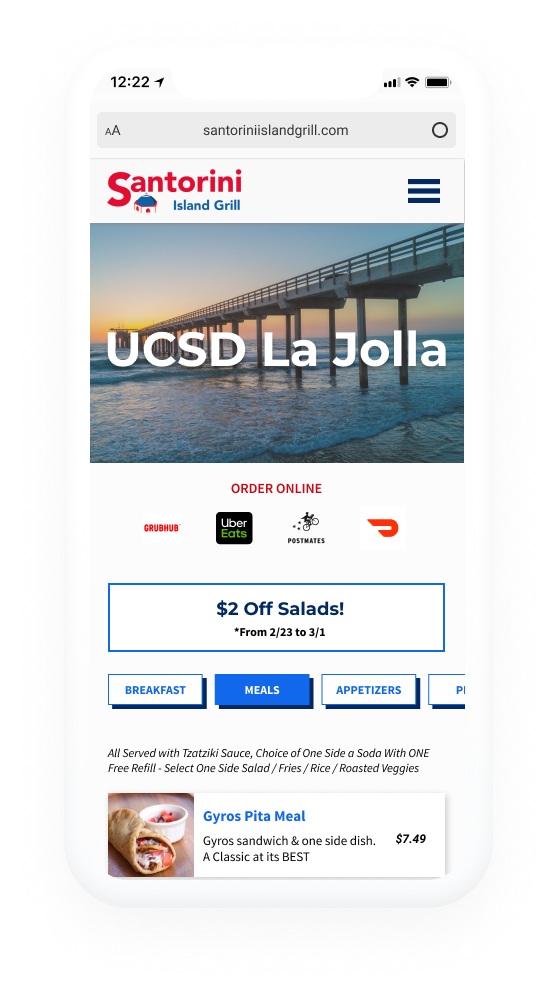 12:22
AA santoriniislandgrill.com
Santorini
Island Grill
UCSD La Jolla
ORDER ONLINE
GRUBHUB
Uber
Eats
POSTMATES
$2 Off Salads!
*From 2/23 to 3/1
BREAKFAST MEALS APPETIZERS
All Served with Tzatziki Sauce, Choice of One Side a Soda With ONE
Free Refill - Select One Side Salad / Fries / Rice / Roasted Veggies
Gyros Pita Meal
Gyros sandwich & one side dish. $7.49
A Classic at its BEST